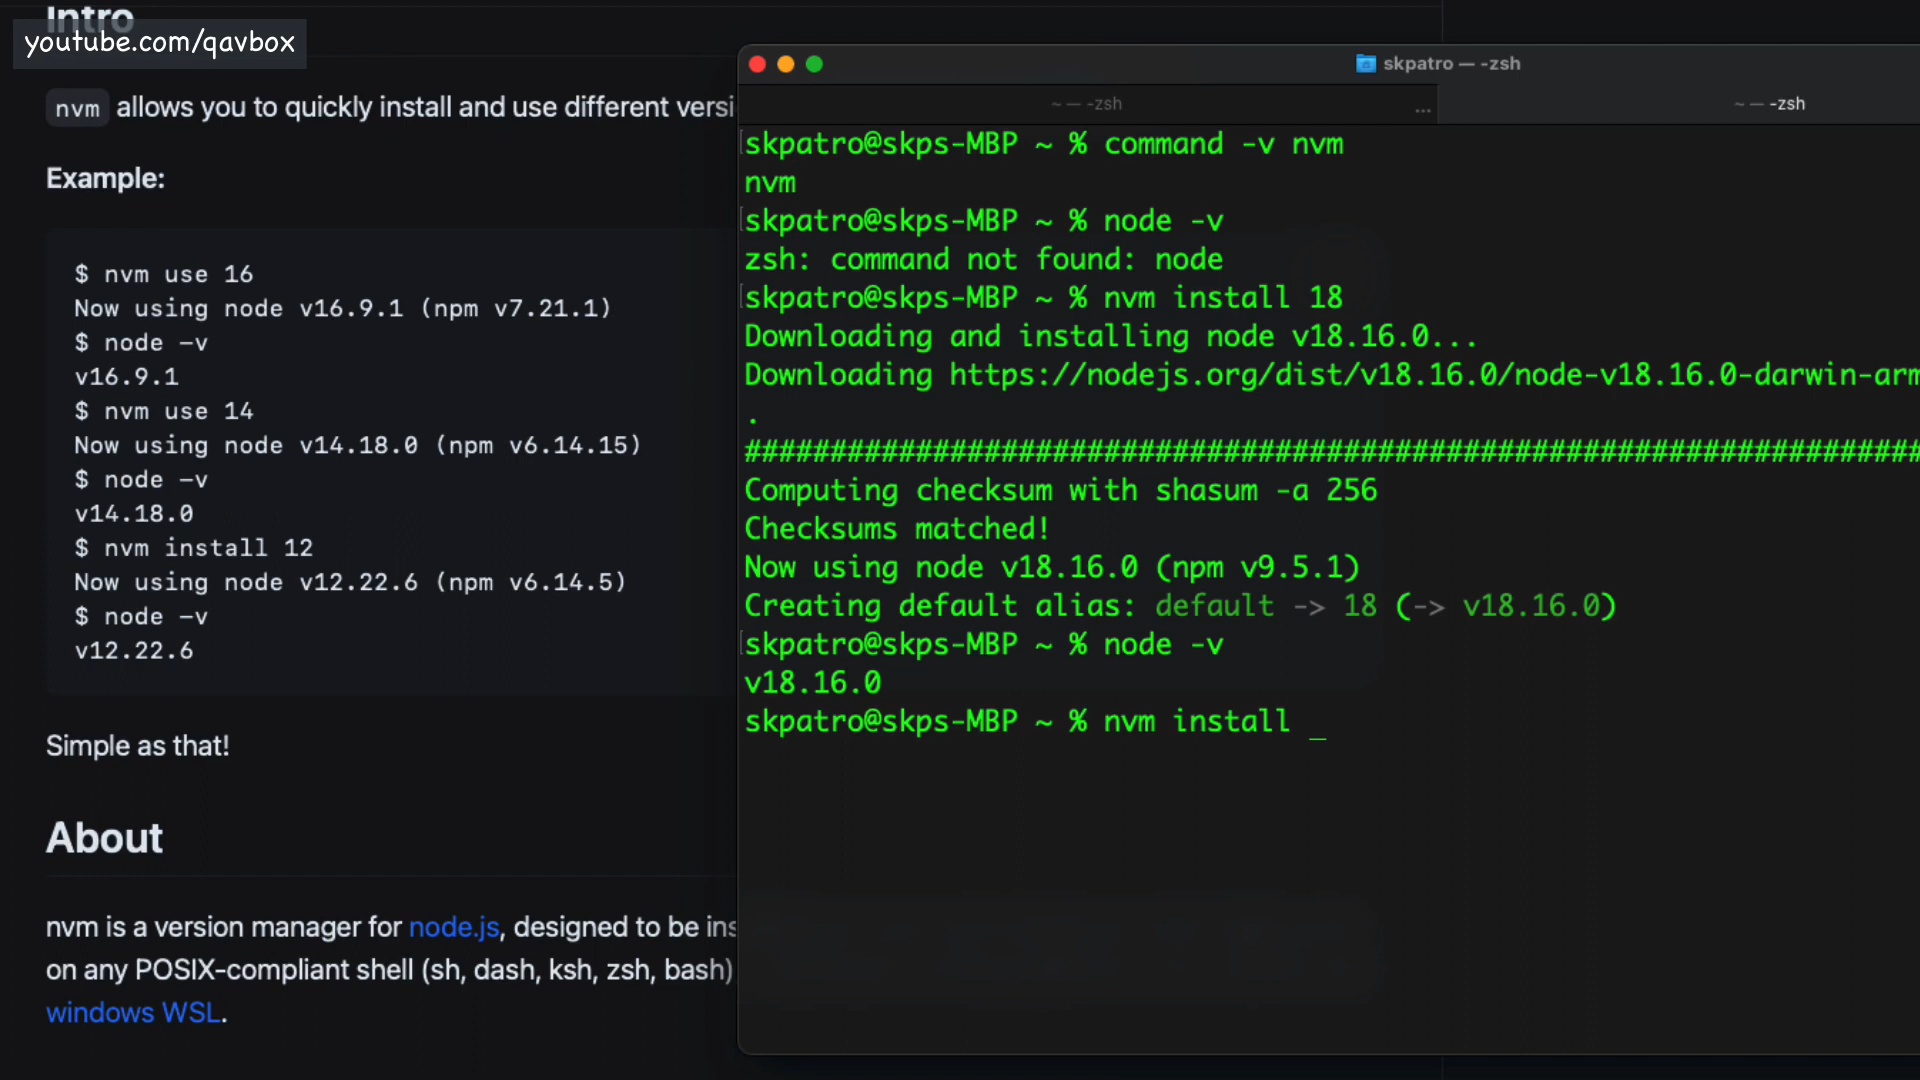 Intro
youtube.com/qavbox
nvm allows you to quickly install and use different versi
Example:
$ nvm use 16
Now using node v16.9.1 (npm v7.21.1)
$ node -v
v16.9.1
$ nvm use 14
Now using node v14.18.0 (npm v6.14.15)
$ node -v
v14.18.0
$ nvm install 12
Now using node v12.22.6 (npm v6.14.5)
$ node -v
v12.22.6
Simple as that!
About
nvm is a version manager for node.js, designed to be ins
on any POSIX-compliant shell (sh, dash, ksh, zsh, bash)
windows WSL.
skpatro — -zsh
~ — -zsh
...
~ — -zsh
skpatro@skps-MBP ~ % command -v nvm
nvm
skpatro@skps-MBP ~ % node -v
zsh: command not found: node
skpatro@skps-MBP ~ % nvm install 18
Downloading and installing node v18.16.0...
Downloading https://nodejs.org/dist/v18.16.0/node-v18.16.0-darwin-arm
.
####################################################################
Computing checksum with shasum -a 256
Checksums matched!
Now using node v18.16.0 (npm v9.5.1)
Creating default alias: default -> 18 (-> v18.16.0)
skpatro@skps-MBP ~ % node -v
v18.16.0
skpatro@skps-MBP ~ % nvm install _